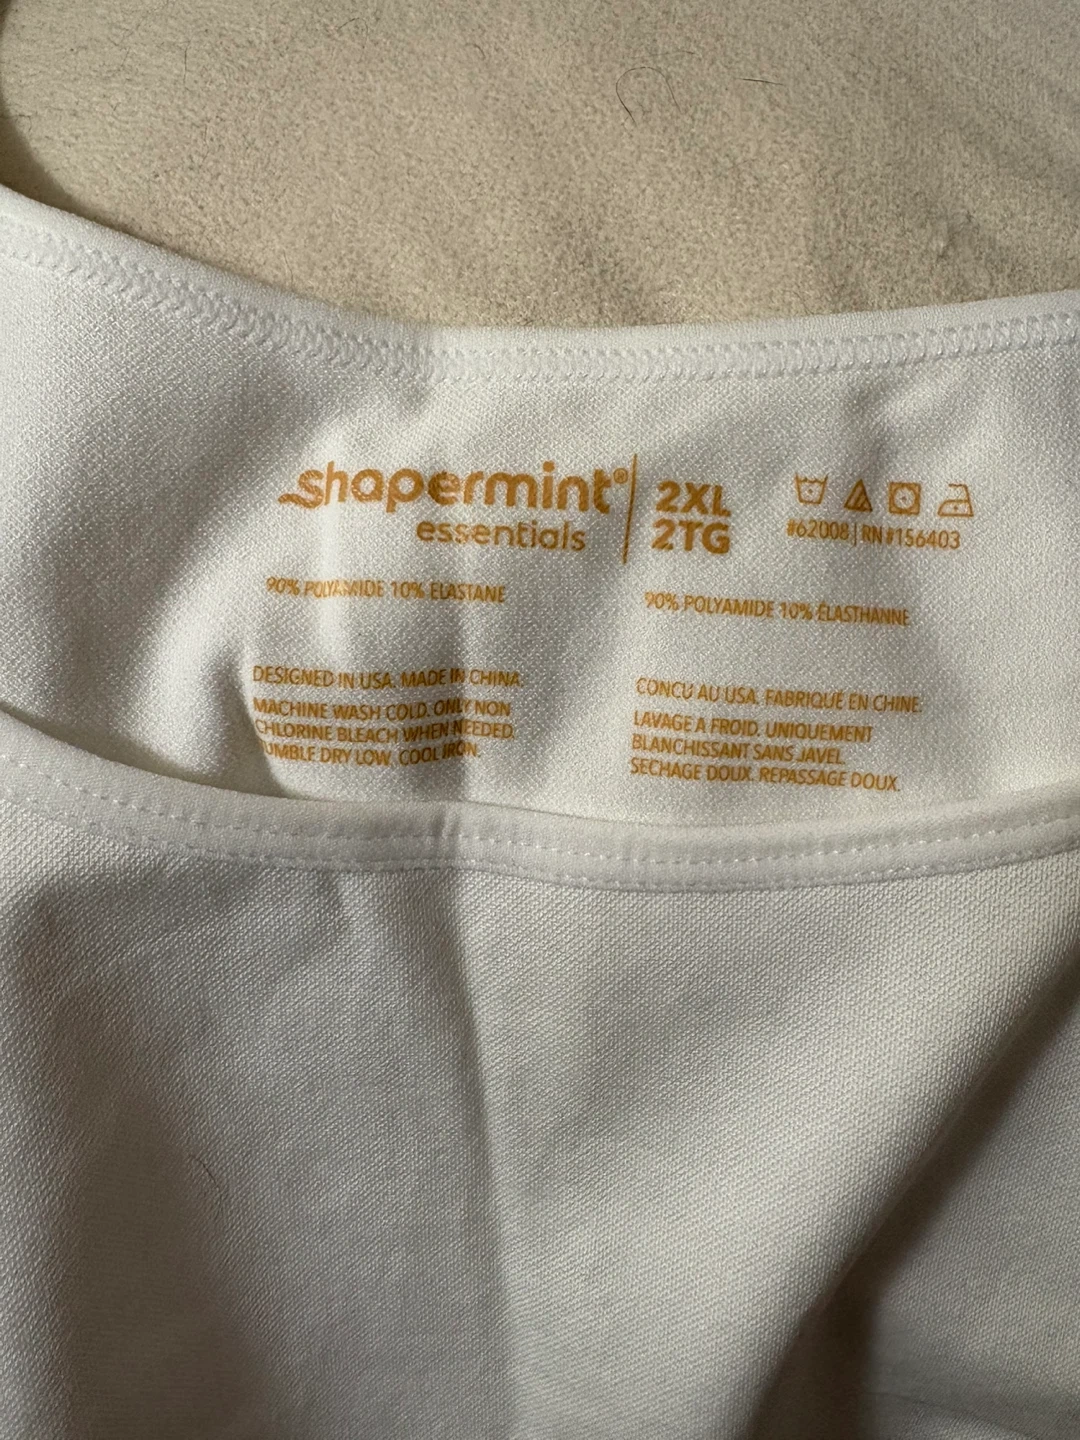 shapermint®
essentials
2XL
2TG
#62008 | RN#156403
90% POLYAMIDE 10% ELASTANE
DESIGNED IN USA. MADE IN CHINA.
MACHINE WASH COLD. ONLY NON
CHLORINE BLEACH WHEN NEEDED.
UMBLE DRY LOW. COOL IRON.
90% POLYAMIDE 10% ÉLASTHANNE
CONCU AU USA. FABRIQUÉ EN CHINE.
LAVAGE A FROID. UNIQUEMENT
BLANCHISSANT SANS JAVEL.
SECHAGE DOUX. REPASSAGE DOUX.